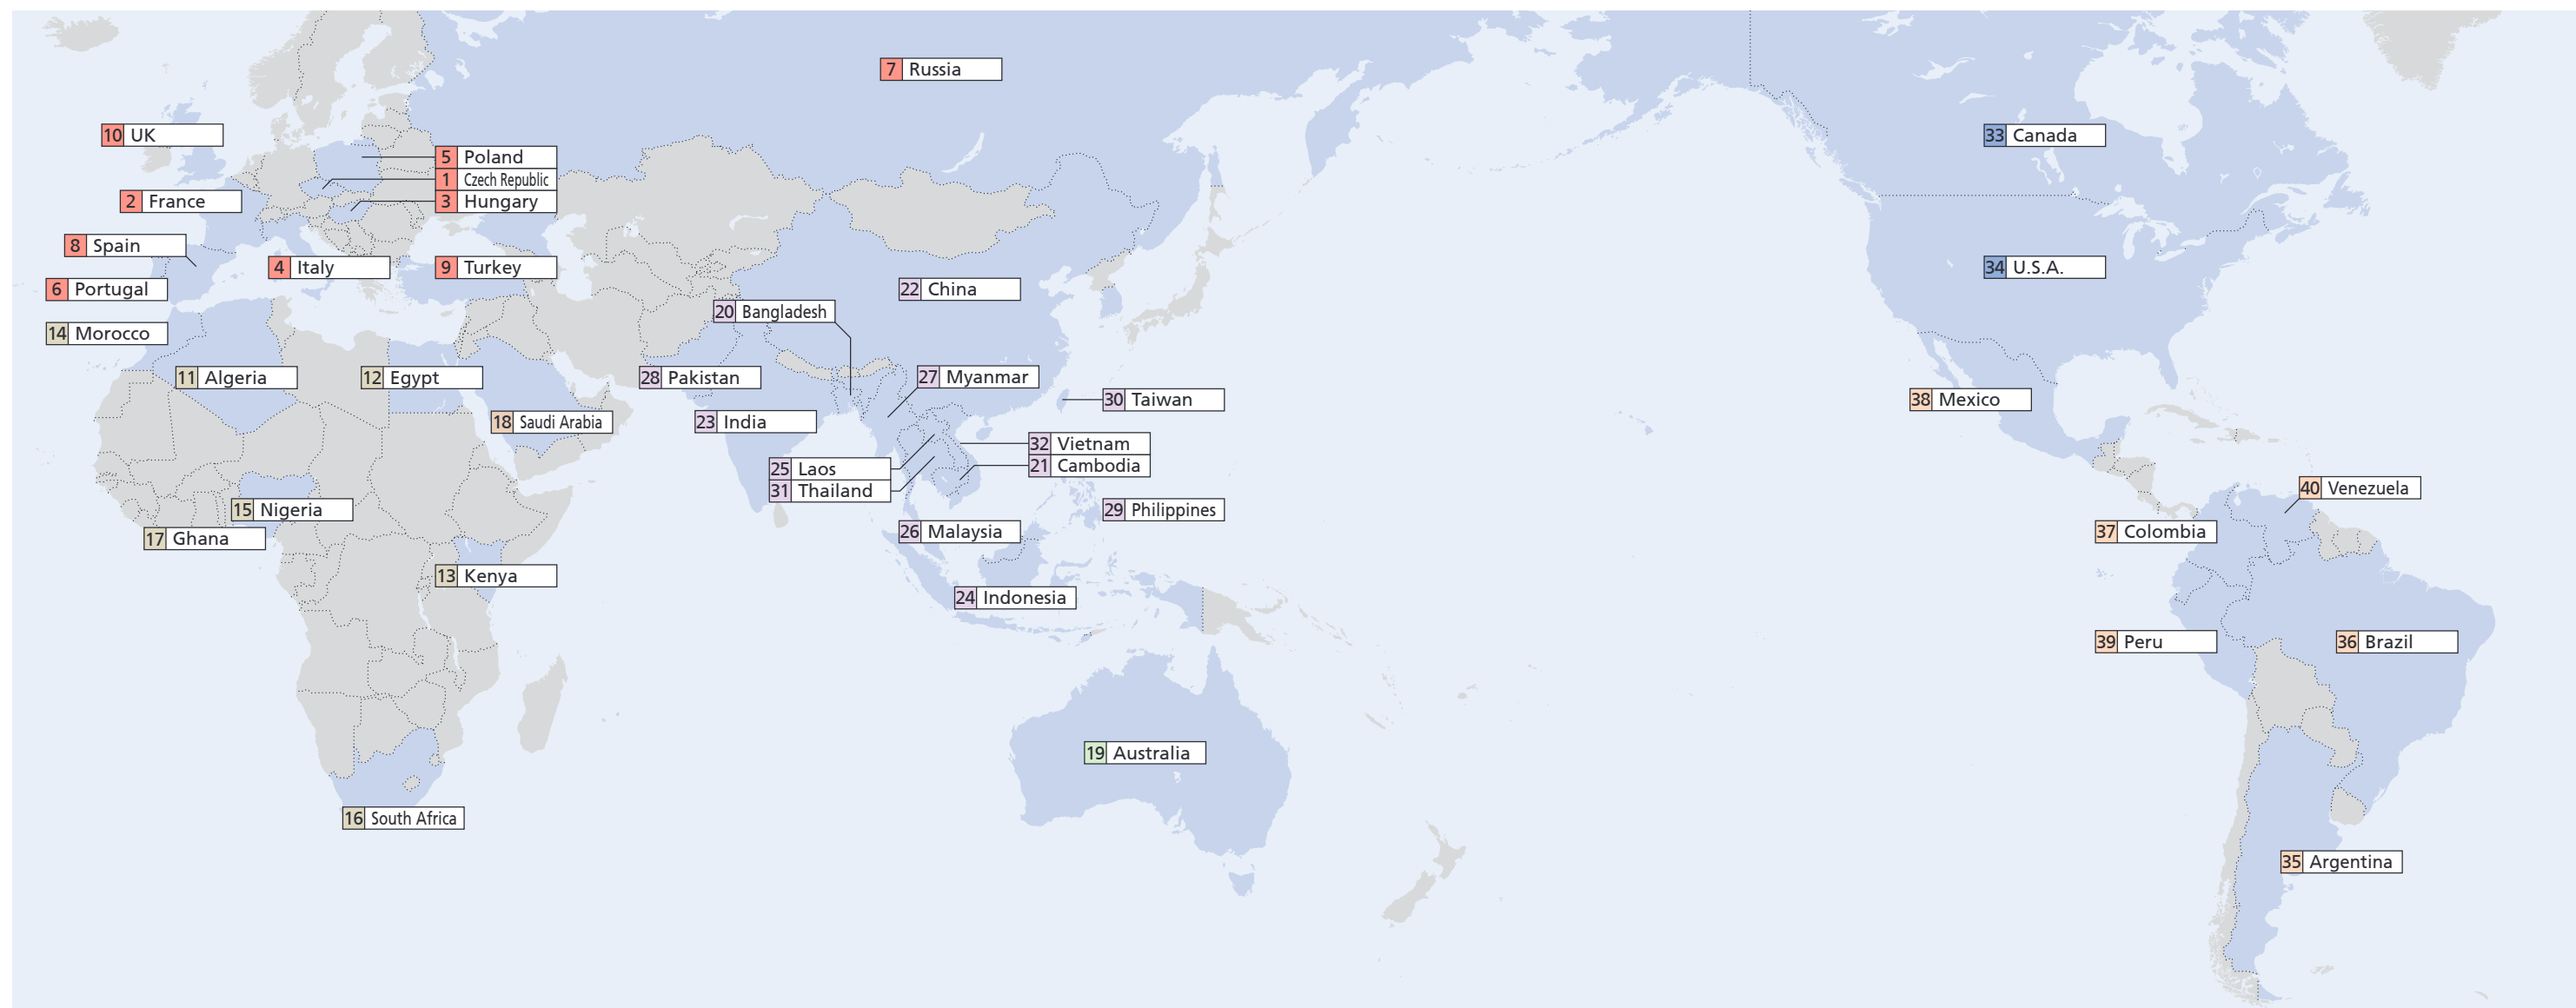 7 Russia
10 UK
33 Canada
5 Poland
1 Czech Republic
2 France
3 Hungary
8 Spain
4 Italy
9 Turkey
34 U.S.A.
6 Portugal
22 China
20 Bangladesh
14 Morocco
11 Algeria
12 Egypt
28 Pakistan
27 Myanmar
30 Taiwan
38 Mexico
18 Saudi Arabia
23 India
32 Vietnam
25 Laos
21 Cambodia
31 Thailand
40 Venezuela
15 Nigeria
29 Philippines
17 Ghana
26 Malaysia
37 Colombia
13 Kenya
24 Indonesia
39 Peru
36 Brazil
19 Australia
16 South Africa
35 Argentina